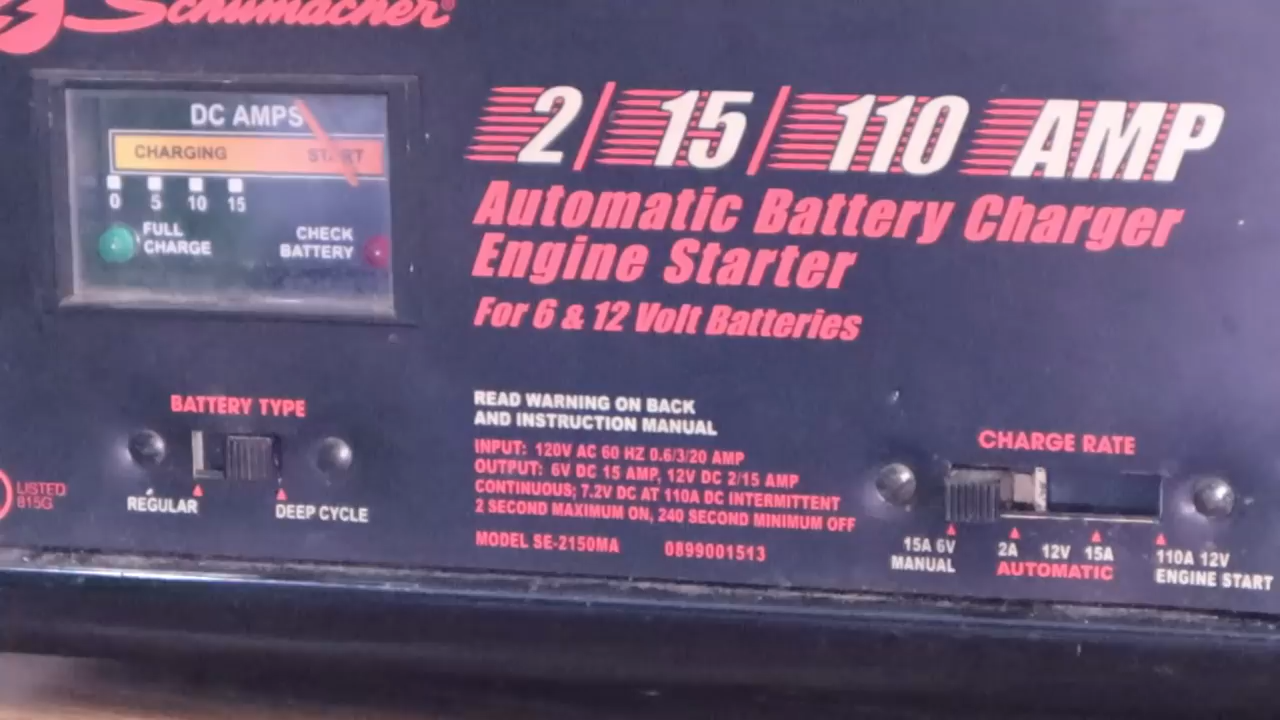 Schumacher®
DC AMPS
CHARGING START
0 5 10 15
FULL CHARGE
CHECK BATTERY
2/15/110 AMP
Automatic Battery Charger
Engine Starter
For 6 & 12 Volt Batteries
BATTERY TYPE
REGULAR
DEEP CYCLE
LISTED
815G
READ WARNING ON BACK
AND INSTRUCTION MANUAL
INPUT: 120V AC 60 HZ 0.6/3/20 AMP
OUTPUT: 6V DC 15 AMP, 12V DC 2/15 AMP
CONTINUOUS; 7.2V DC AT 110A DC INTERMITTENT
2 SECOND MAXIMUM ON, 240 SECOND MINIMUM OFF
MODEL SE-2150MA 0899001513
CHARGE RATE
15A 6V
MANUAL
2A 12V 15A
AUTOMATIC
110A 12V
ENGINE START